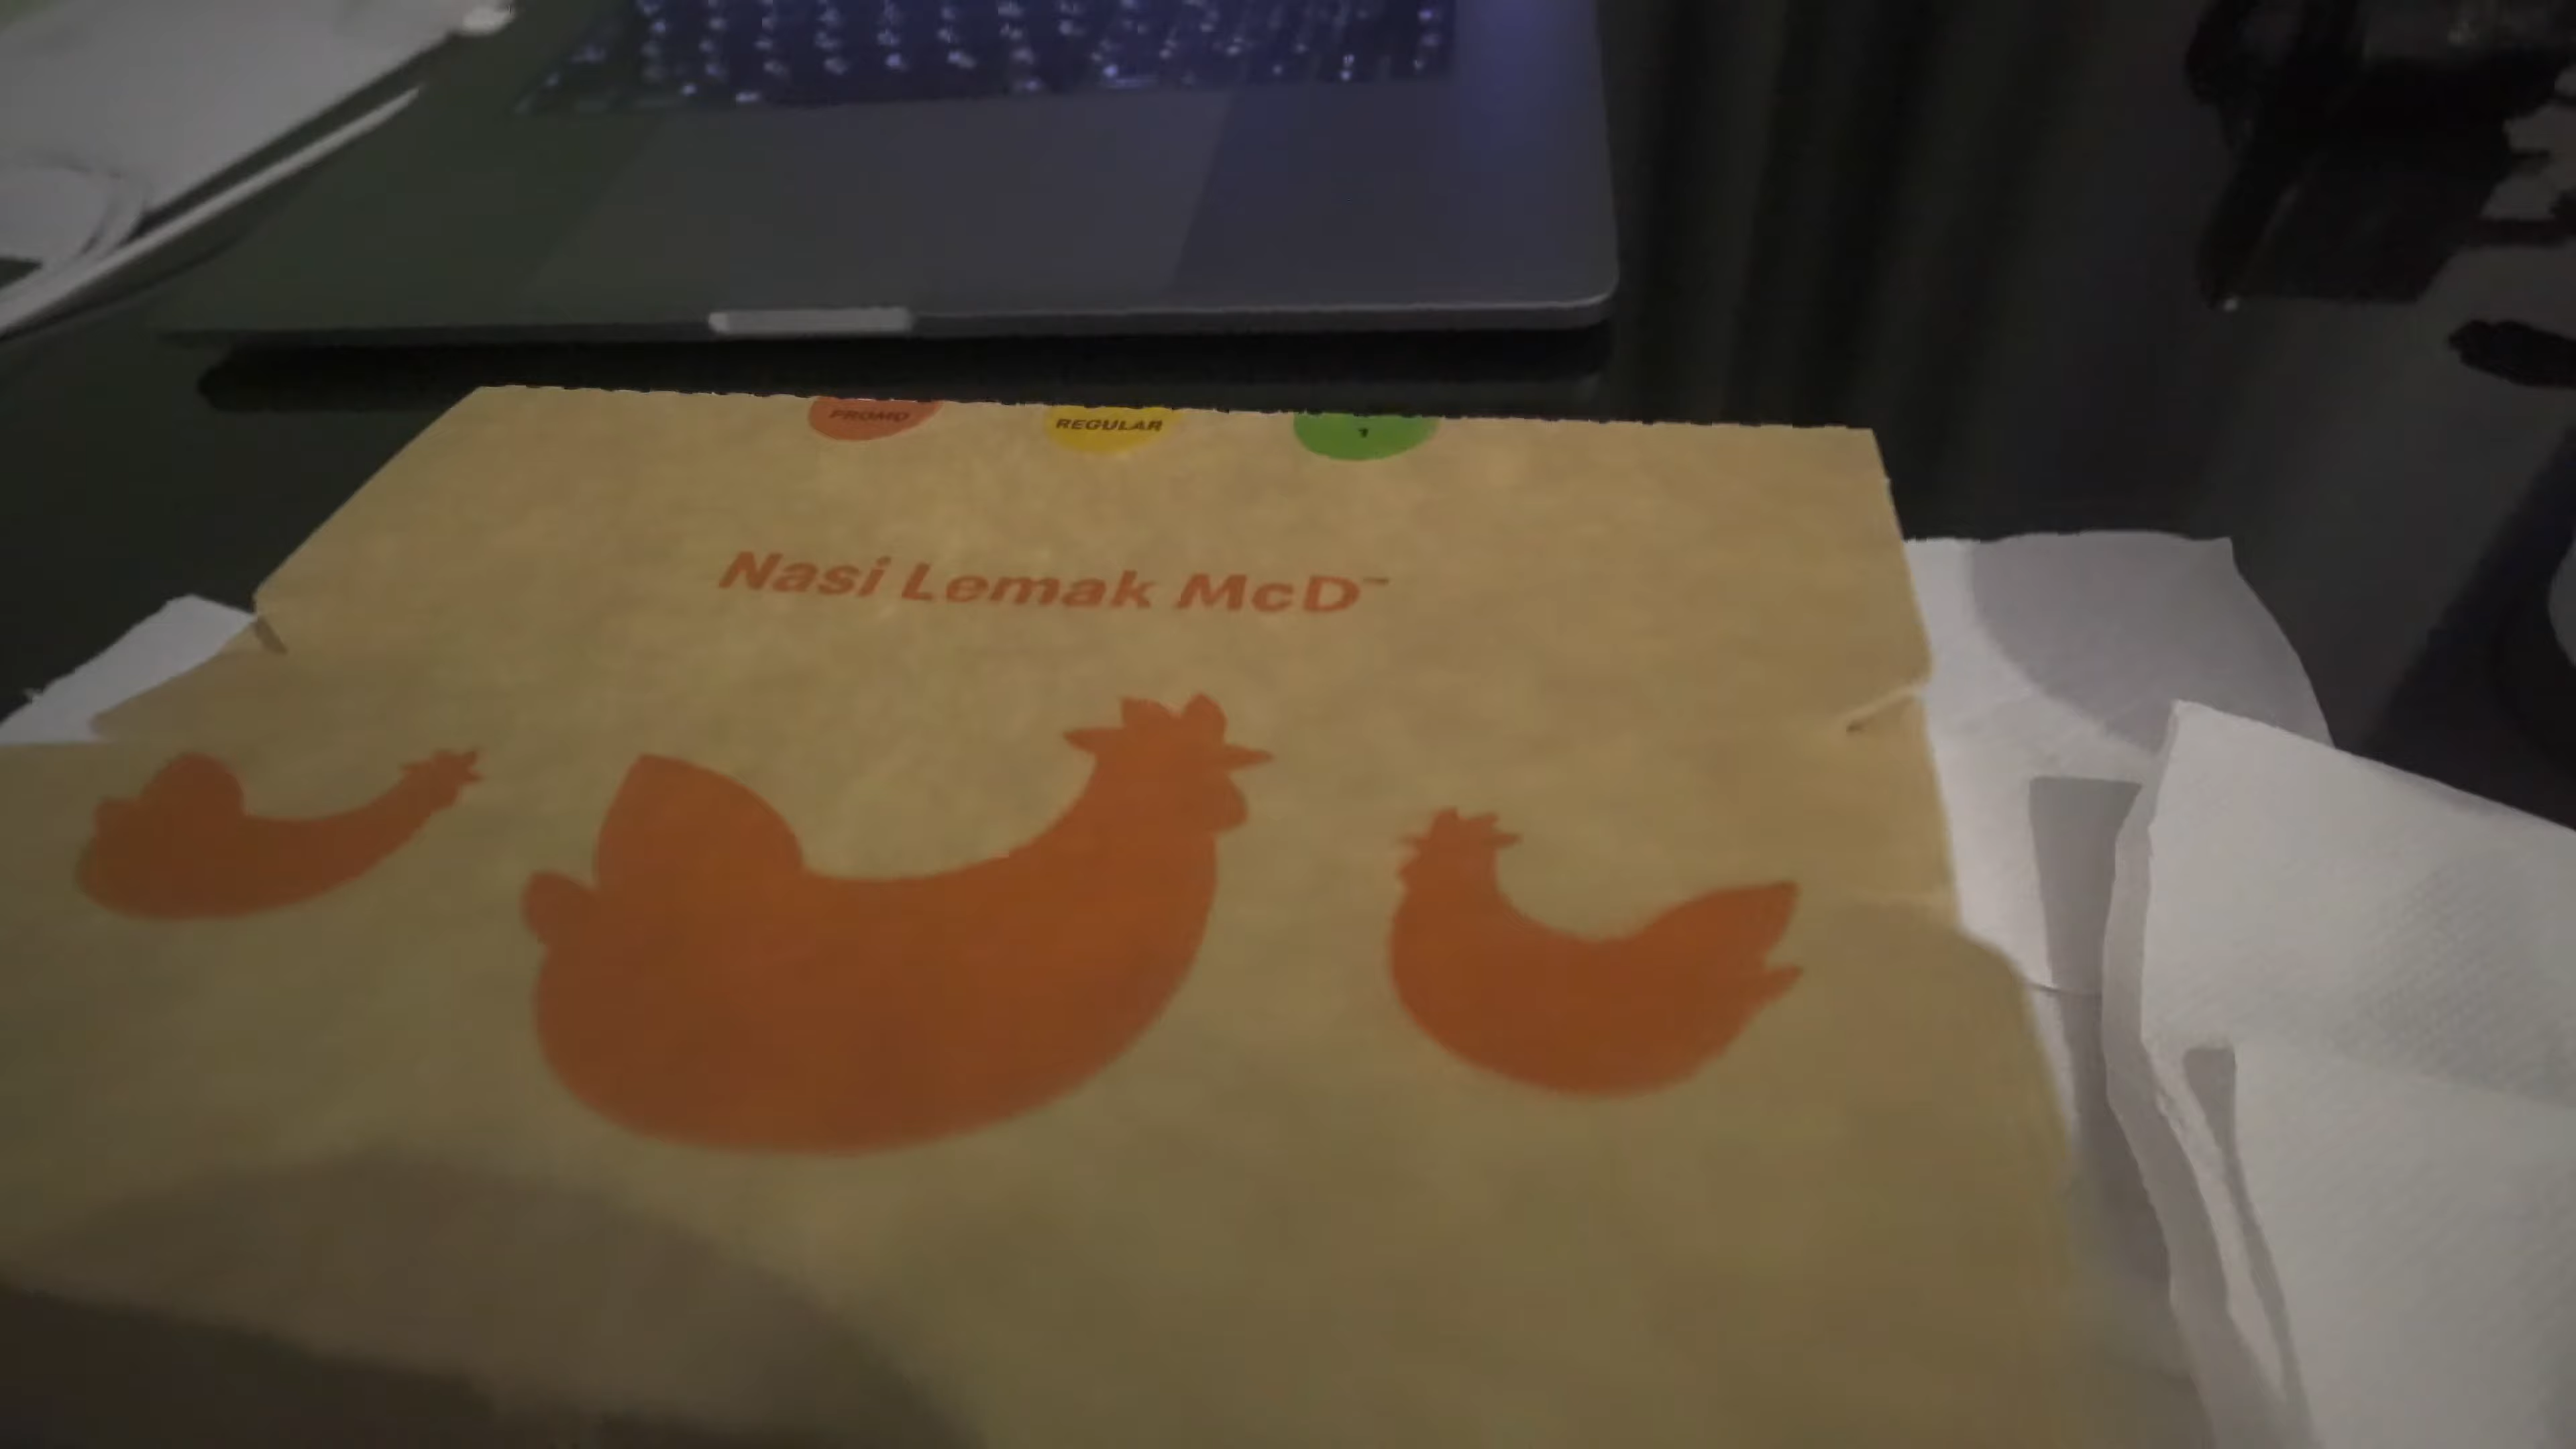 PROMO
REGULAR
Nasi Lemak McD™